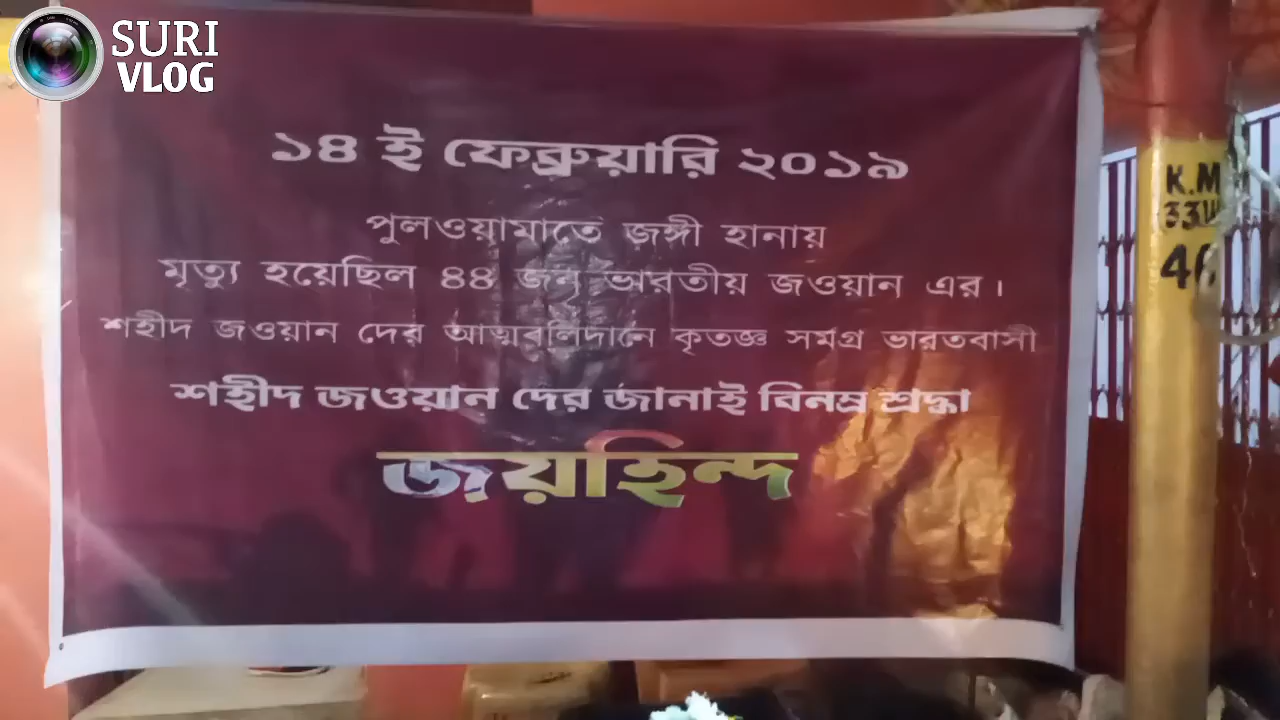 SURI
VLOG
১৪ ই ফেব্রুয়ারি ২০১৯
পুলওয়ামাতে জঙ্গী হানায়
মৃত্যু হয়েছিল ৪৪ জন ভারতীয় জওয়ান এর।
শহীদ জওয়ান দের আত্মবলিদানে কৃতজ্ঞ সমগ্র ভারতবাসী
শহীদ জওয়ান দের জানাই বিনম্র শ্রদ্ধা
জয়হিন্দ
K.M